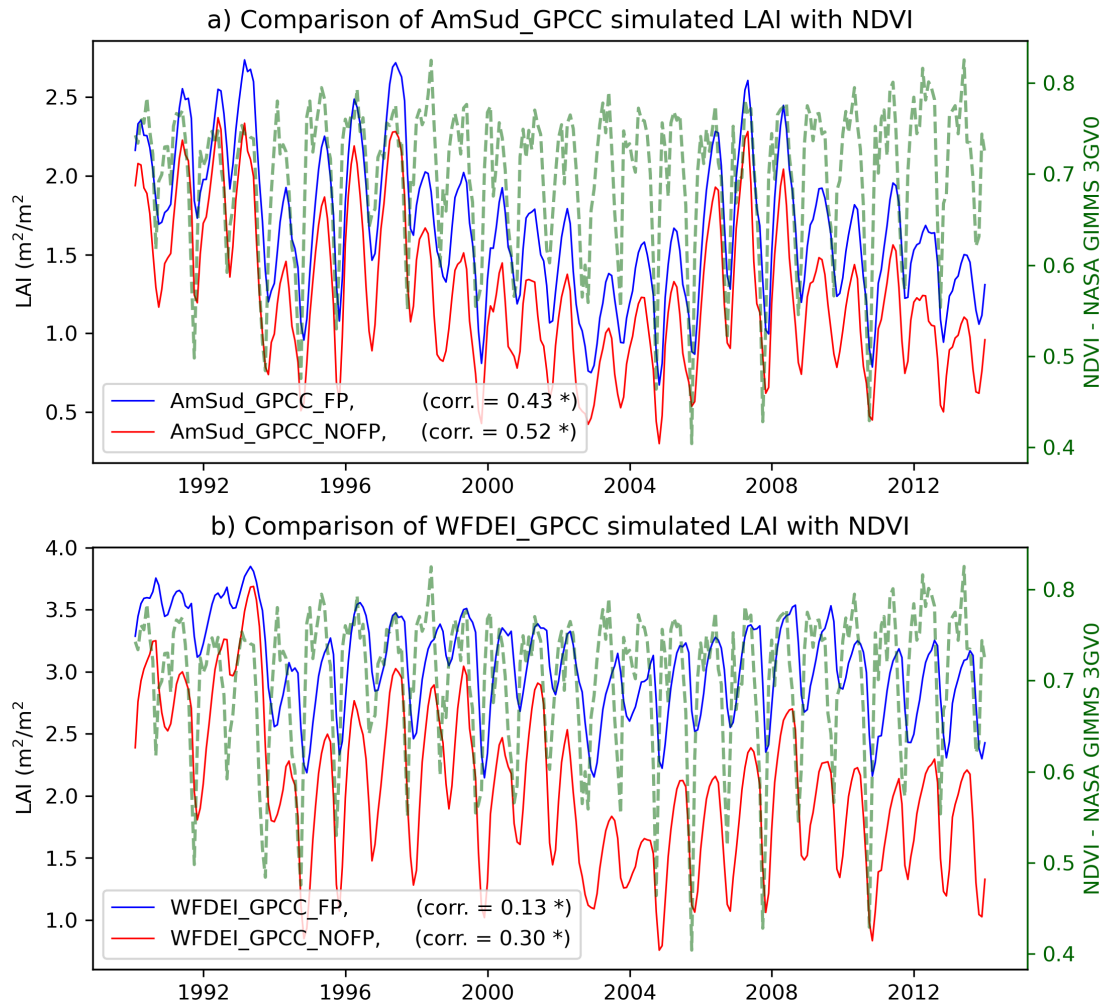 a) Comparison of AmSud_GPCC simulated LAI with NDVI
LAI (m²/m²)
2.5
2.0
1.5
1.0
0.5
0.8
0.7
0.6
0.5
0.4
NDVI - NASA GIMMS 3GV0
AmSud_GPCC_FP, (corr. = 0.43 *)
AmSud_GPCC_NOFP, (corr. = 0.52 *)
1992 1996 2000 2004 2008 2012
b) Comparison of WFDEI_GPCC simulated LAI with NDVI
LAI (m²/m²)
4.0
3.5
3.0
2.5
2.0
1.5
1.0
0.8
0.7
0.6
0.5
0.4
NDVI - NASA GIMMS 3GV0
WFDEI_GPCC_FP, (corr. = 0.13 *)
WFDEI_GPCC_NOFP, (corr. = 0.30 *)
1992 1996 2000 2004 2008 2012